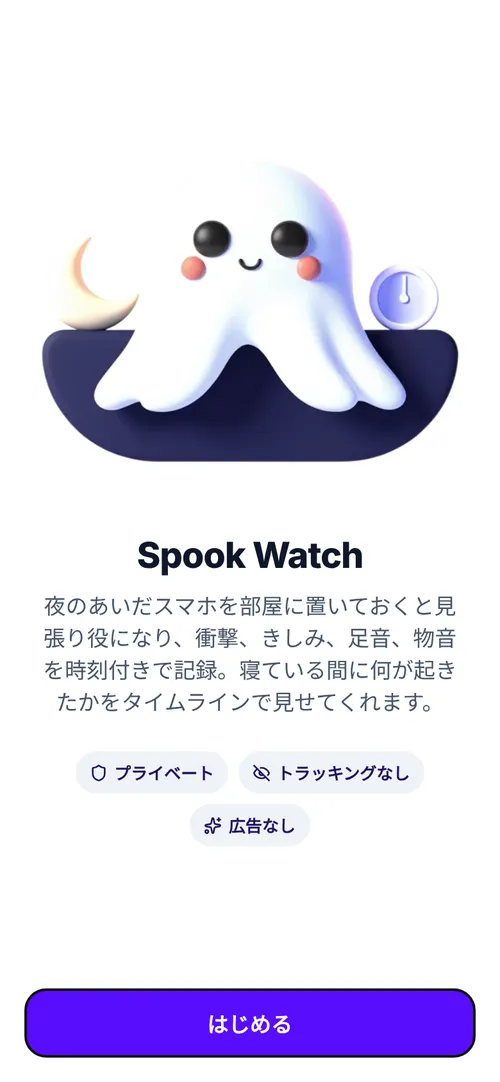 Spook Watch
夜のあいだスマホを部屋に置いておくと見
張り役になり、衝撃、きしみ、足音、物音
を時刻付きで記録。寝ている間に何が起き
たかをタイムラインで見せてくれます。
プライベート
トラッキングなし
広告なし
はじめる